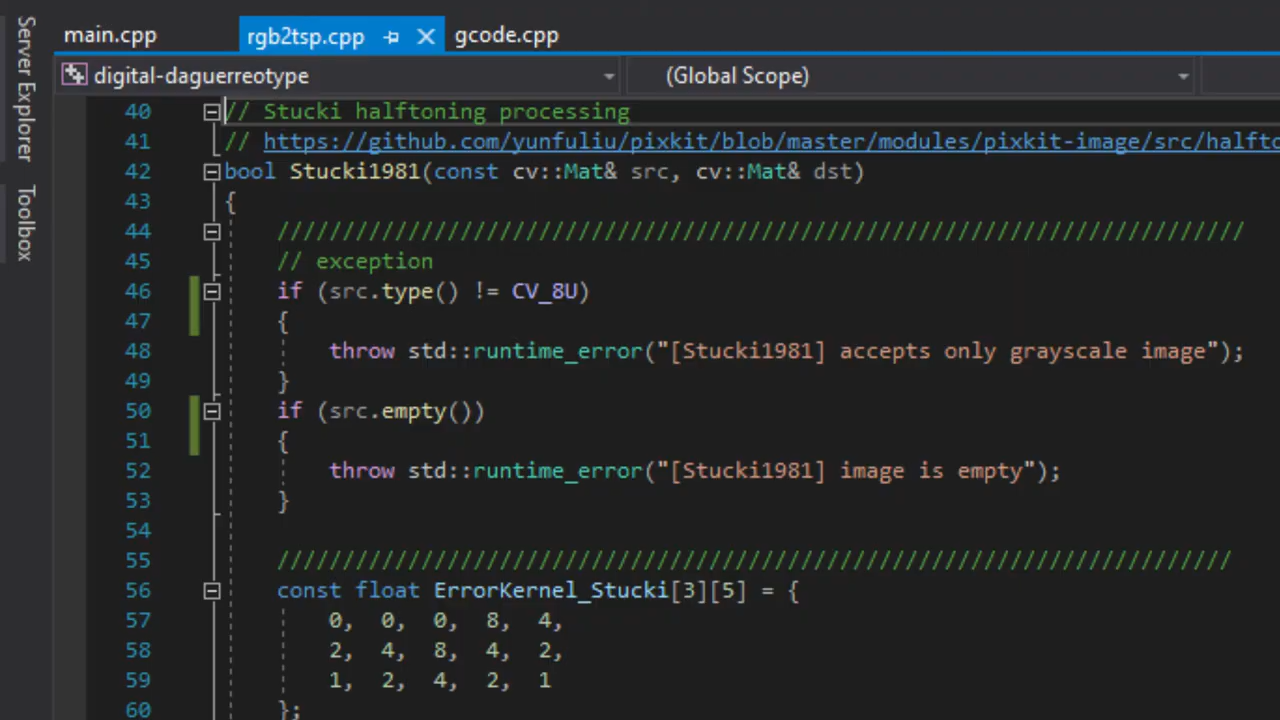 Server Explorer
Toolbox
main.cpp
rgb2tsp.cpp
gcode.cpp
digital-daguerreotype
(Global Scope)
40 // Stucki halftoning processing
41 // https://github.com/yunfuliu/pixkit/blob/master/modules/pixkit-image/src/halfto
42 bool Stucki1981(const cv::Mat& src, cv::Mat& dst)
43 {
44 //////////////////////////////////////////////////////////////////////////
45 // exception
46 if (src.type() != CV_8U)
47 {
48 throw std::runtime_error("[Stucki1981] accepts only grayscale image");
49 }
50 if (src.empty())
51 {
52 throw std::runtime_error("[Stucki1981] image is empty");
53 }
54
55 /////////////////////////////////////////////////////////////////////////
56 const float ErrorKernel_Stucki[3][5] = {
57 0, 0, 0, 8, 4,
58 2, 4, 8, 4, 2,
59 1, 2, 4, 2, 1
60 };